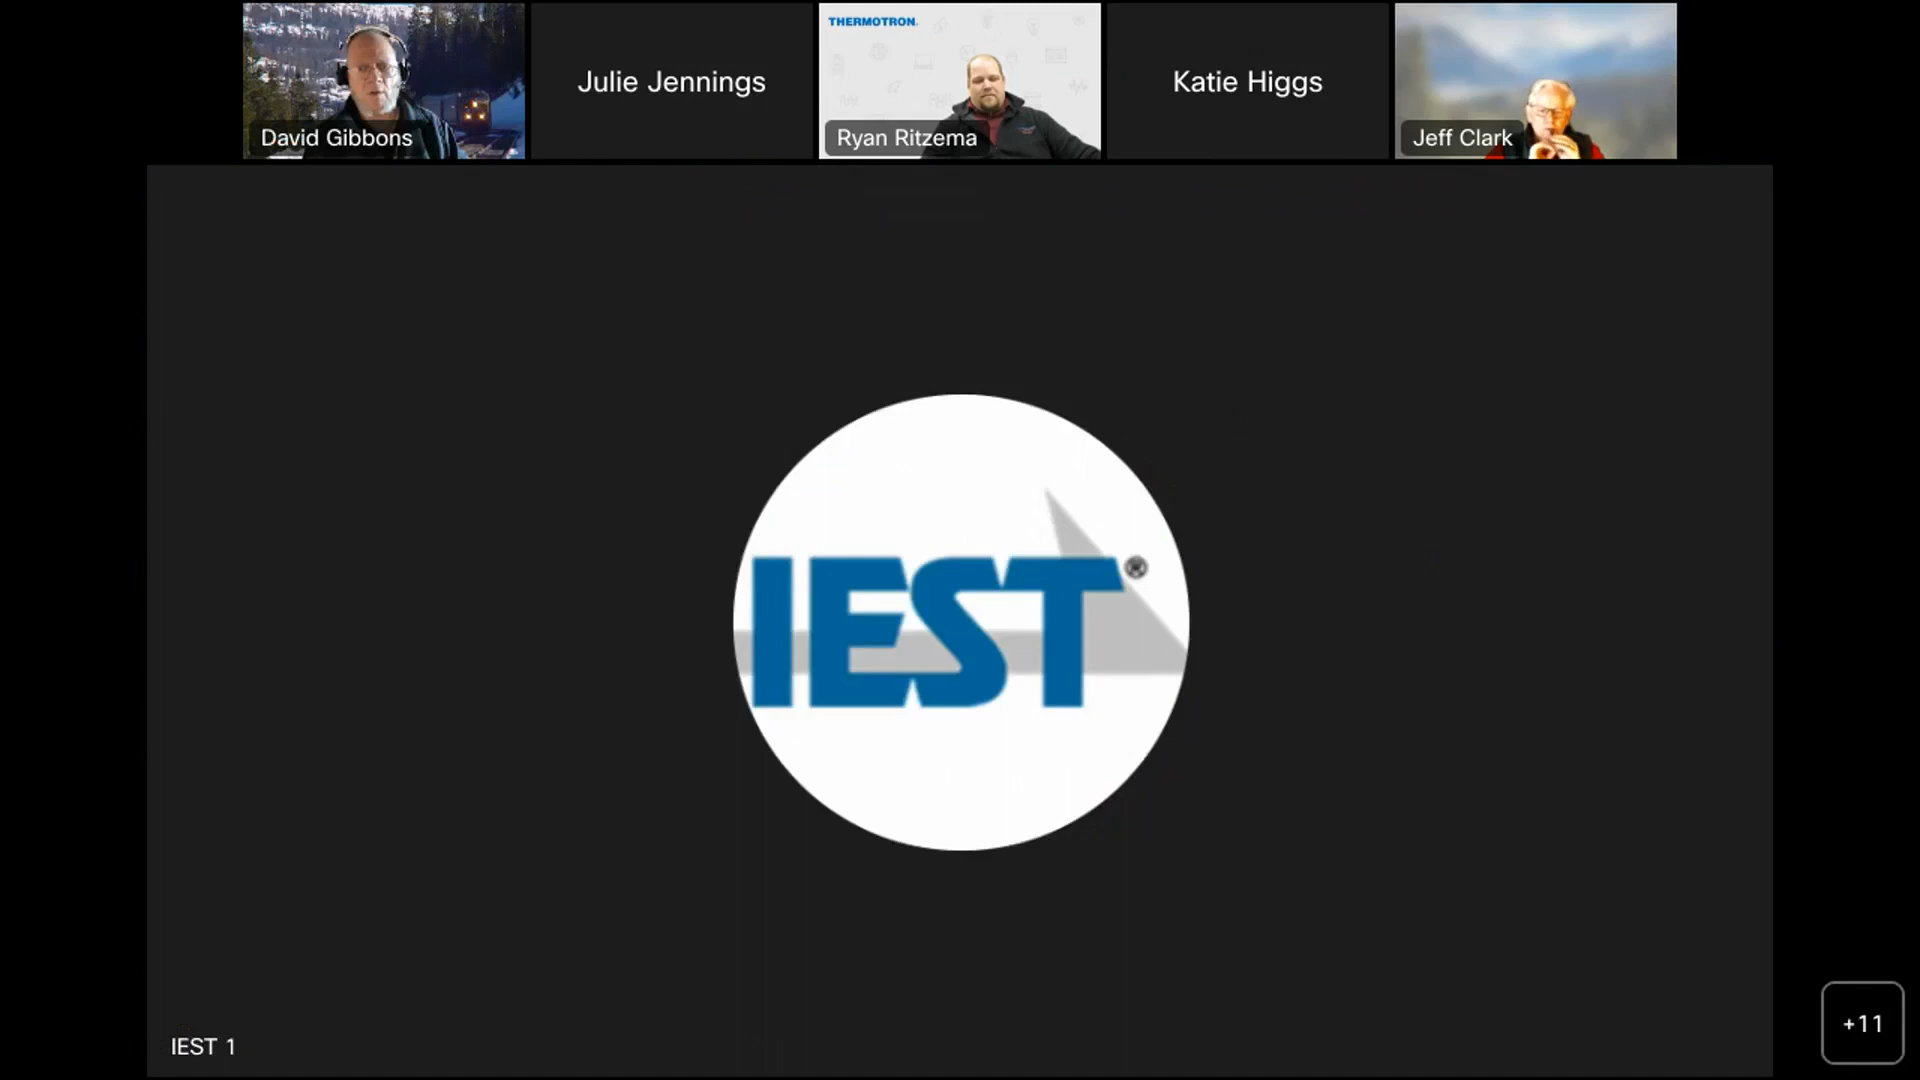 THERMOTRON
David Gibbons
Julie Jennings
Ryan Ritzema
Katie Higgs
Jeff Clark
IEST®
IEST 1
+11